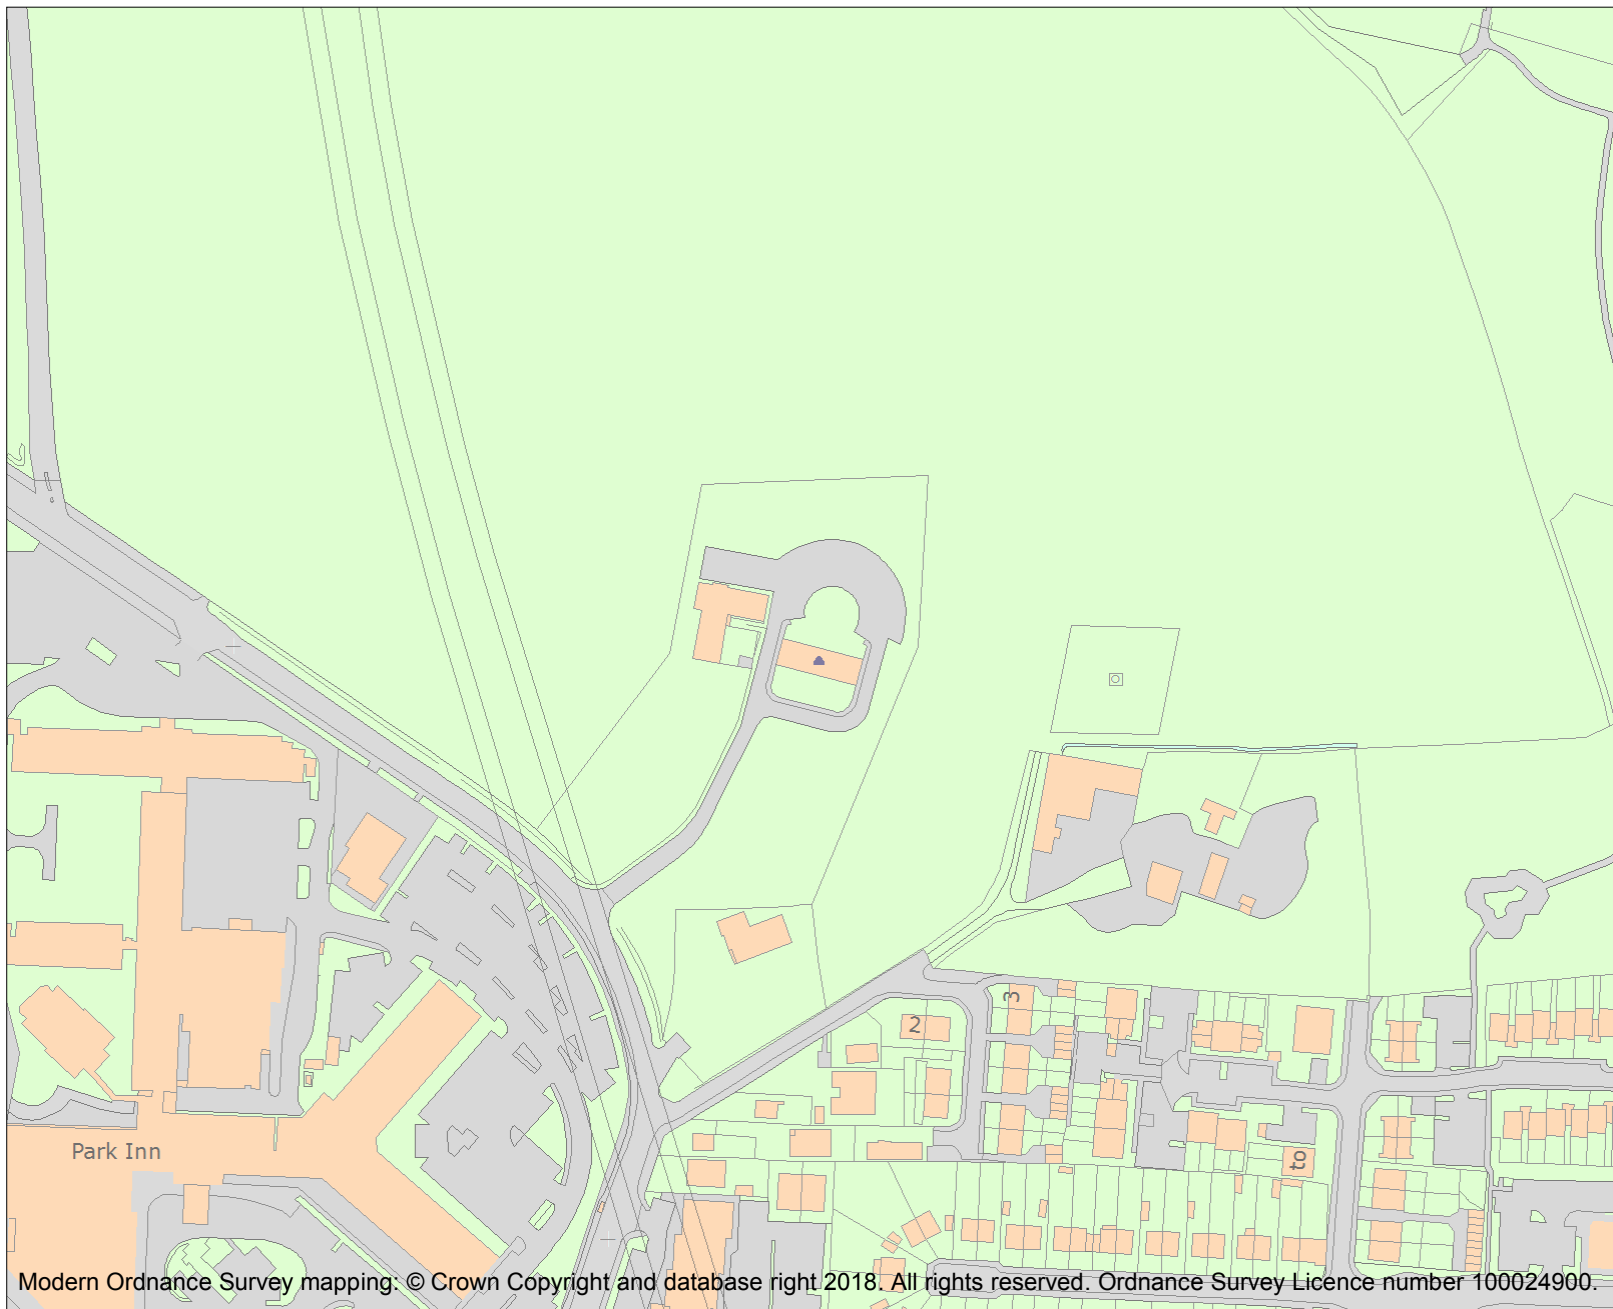 3
2
Park Inn
to
Modern Ordnance Survey mapping: © Crown Copyright and database right 2018. All rights reserved. Ordnance Survey Licence number 100024900.